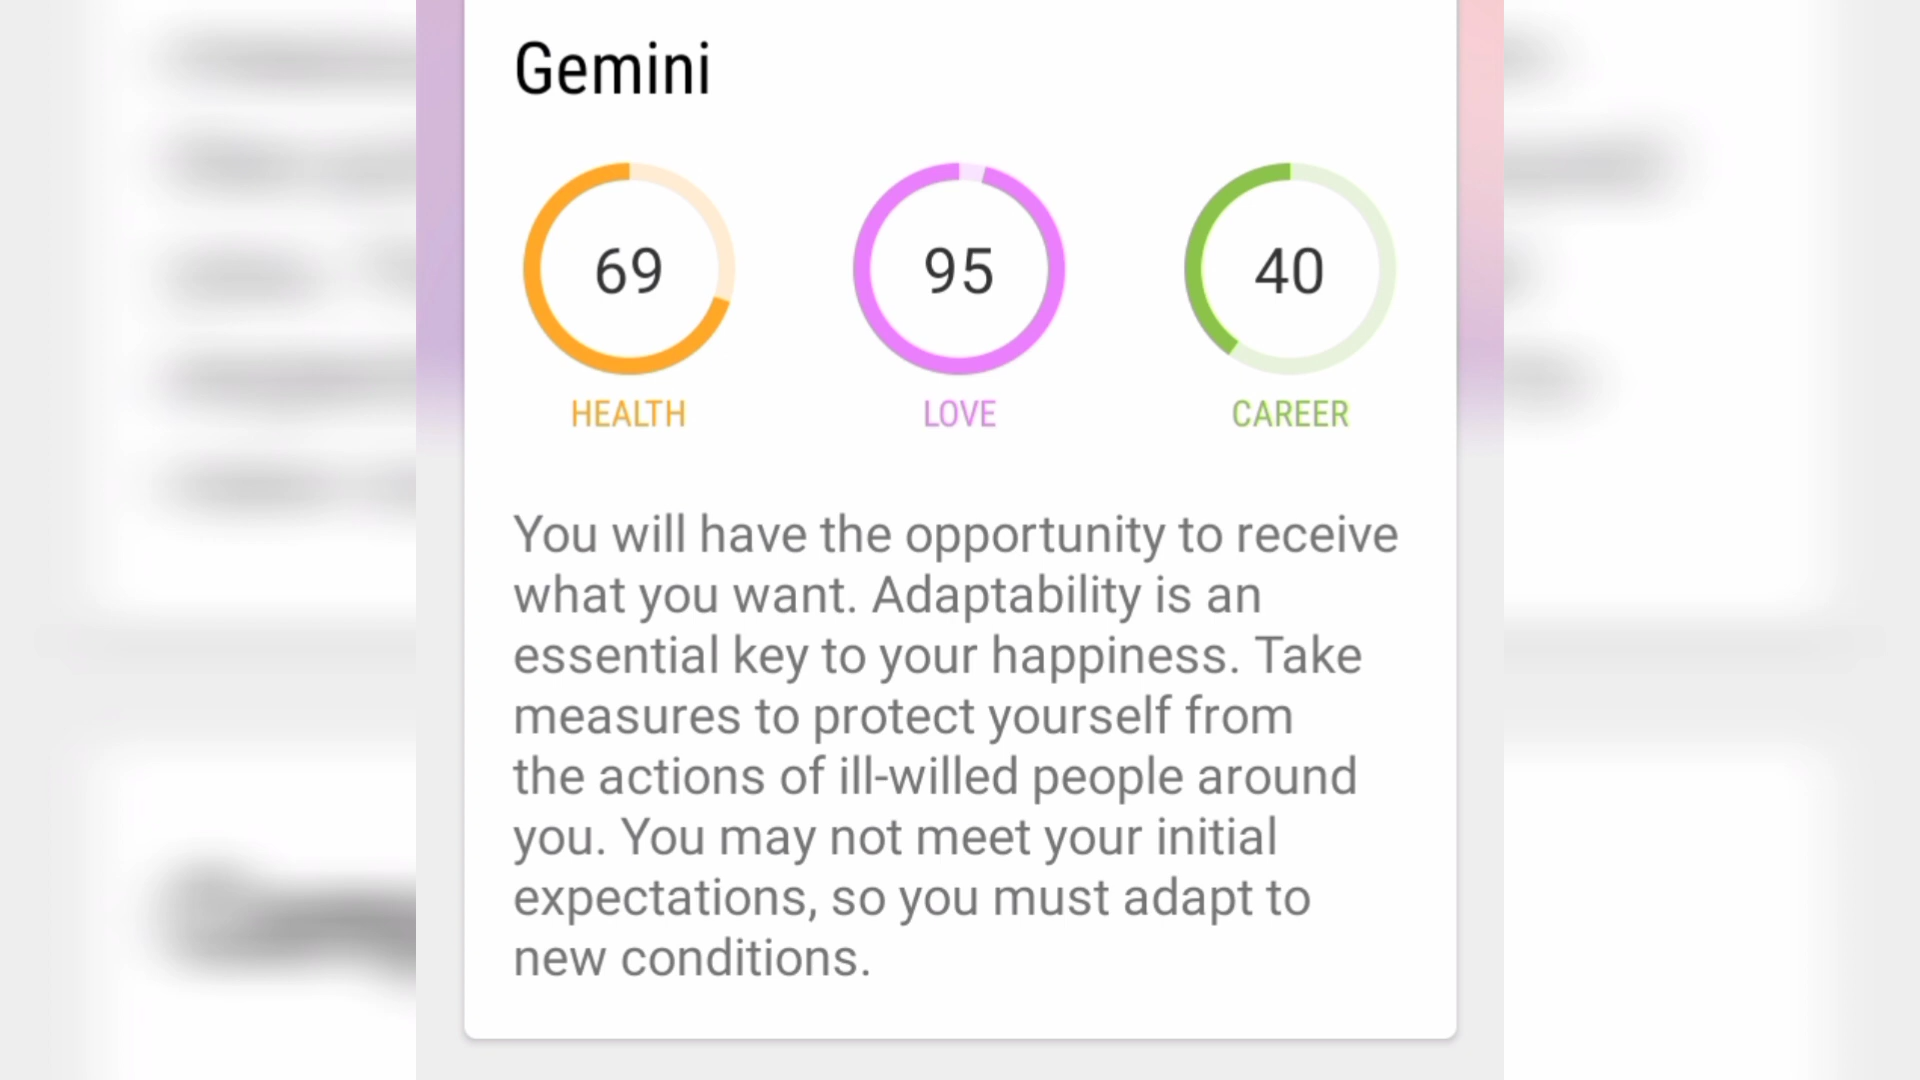 Gemini
69 95 40
HEALTH LOVE CAREER
You will have the opportunity to receive
what you want. Adaptability is an
essential key to your happiness. Take
measures to protect yourself from
the actions of ill-willed people around
you. You may not meet your initial
expectations, so you must adapt to
new conditions.